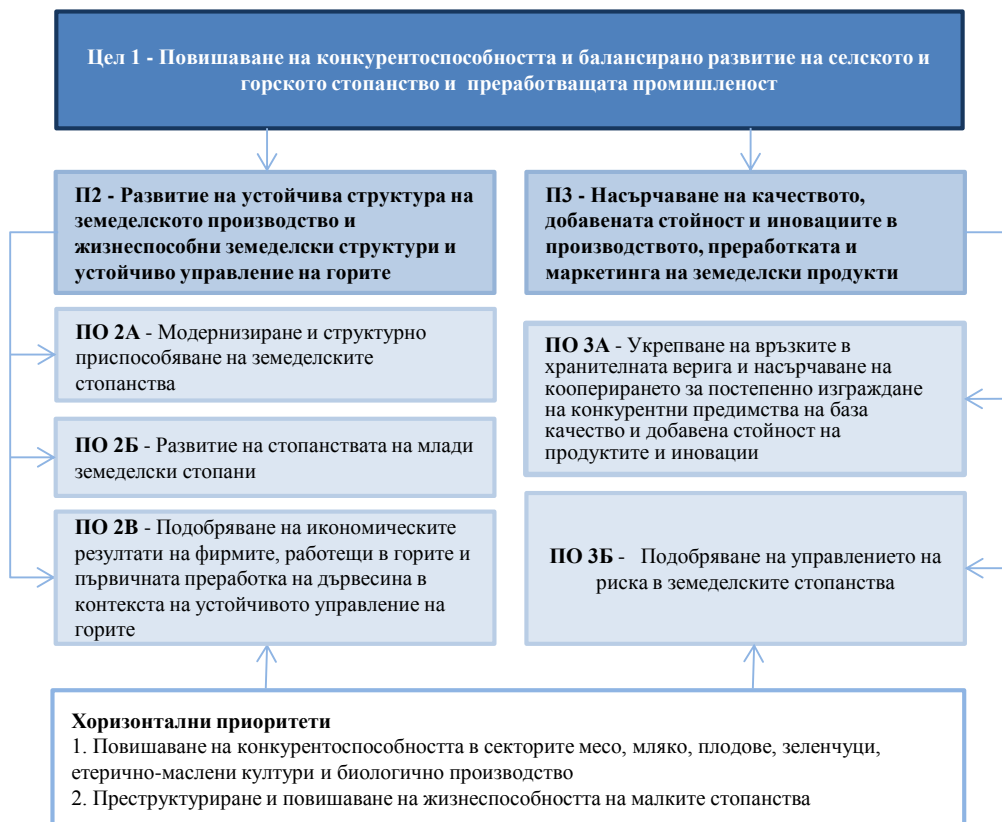 Цел 1 - Повишаване на конкурентоспособността и балансирано развитие на селското и
горското стопанство и преработващата промишленост
П2 - Развитие на устойчива структура на
земеделското производство и
жизнеспособни земеделски структури и
устойчиво управление на горите
П3 - Насърчаване на качеството,
добавената стойност и иновациите в
производството, преработката и
маркетинга на земеделски продукти
ПО 2А - Модернизиране и структурно
приспособяване на земеделските
стопанства
ПО 2Б - Развитие на стопанствата на млади
земеделски стопани
ПО 2В - Подобряване на икономическите
резултати на фирмите, работещи в горите и
първичната преработка на дървесина в
контекста на устойчивото управление на
горите
ПО 3А - Укрепване на връзките в
хранителната верига и насърчаване на
кооперирането за постепенно изграждане
на конкурентни предимства на база
качество и добавена стойност на
продуктите и иновации
ПО 3Б - Подобряване на управлението на
риска в земеделските стопанства
Хоризонтални приоритети
1. Повишаване на конкурентоспособността в секторите месо, мляко, плодове, зеленчуци,
етерично-маслени култури и биологично производство
2. Преструктуриране и повишаване на жизнеспособността на малките стопанства